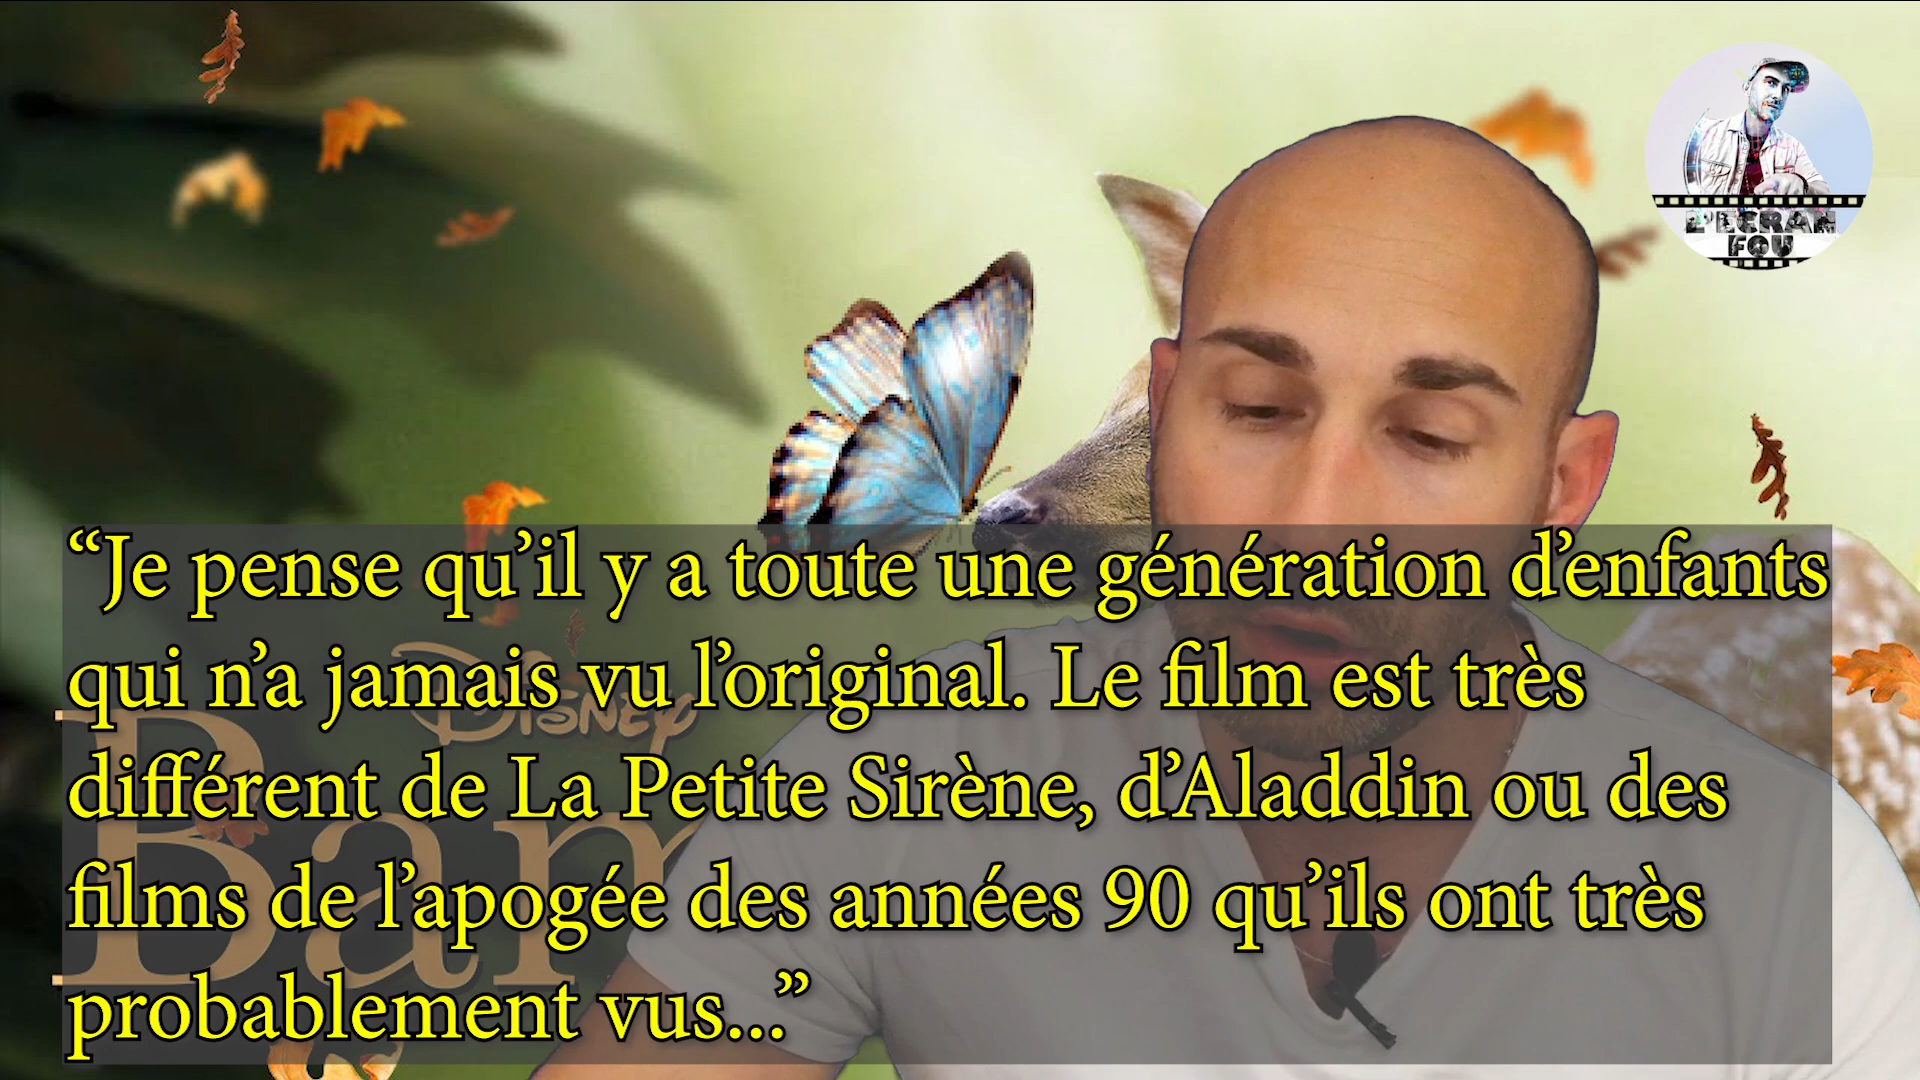 L'ECRAN
FOU
“Je pense qu’il y a toute une génération d’enfants
qui n’a jamais vu l’original. Le film est très
différent de La Petite Sirène, d’Aladdin ou des
films de l’apogée des années 90 qu’ils ont très
probablement vus...”
Disney
Bam